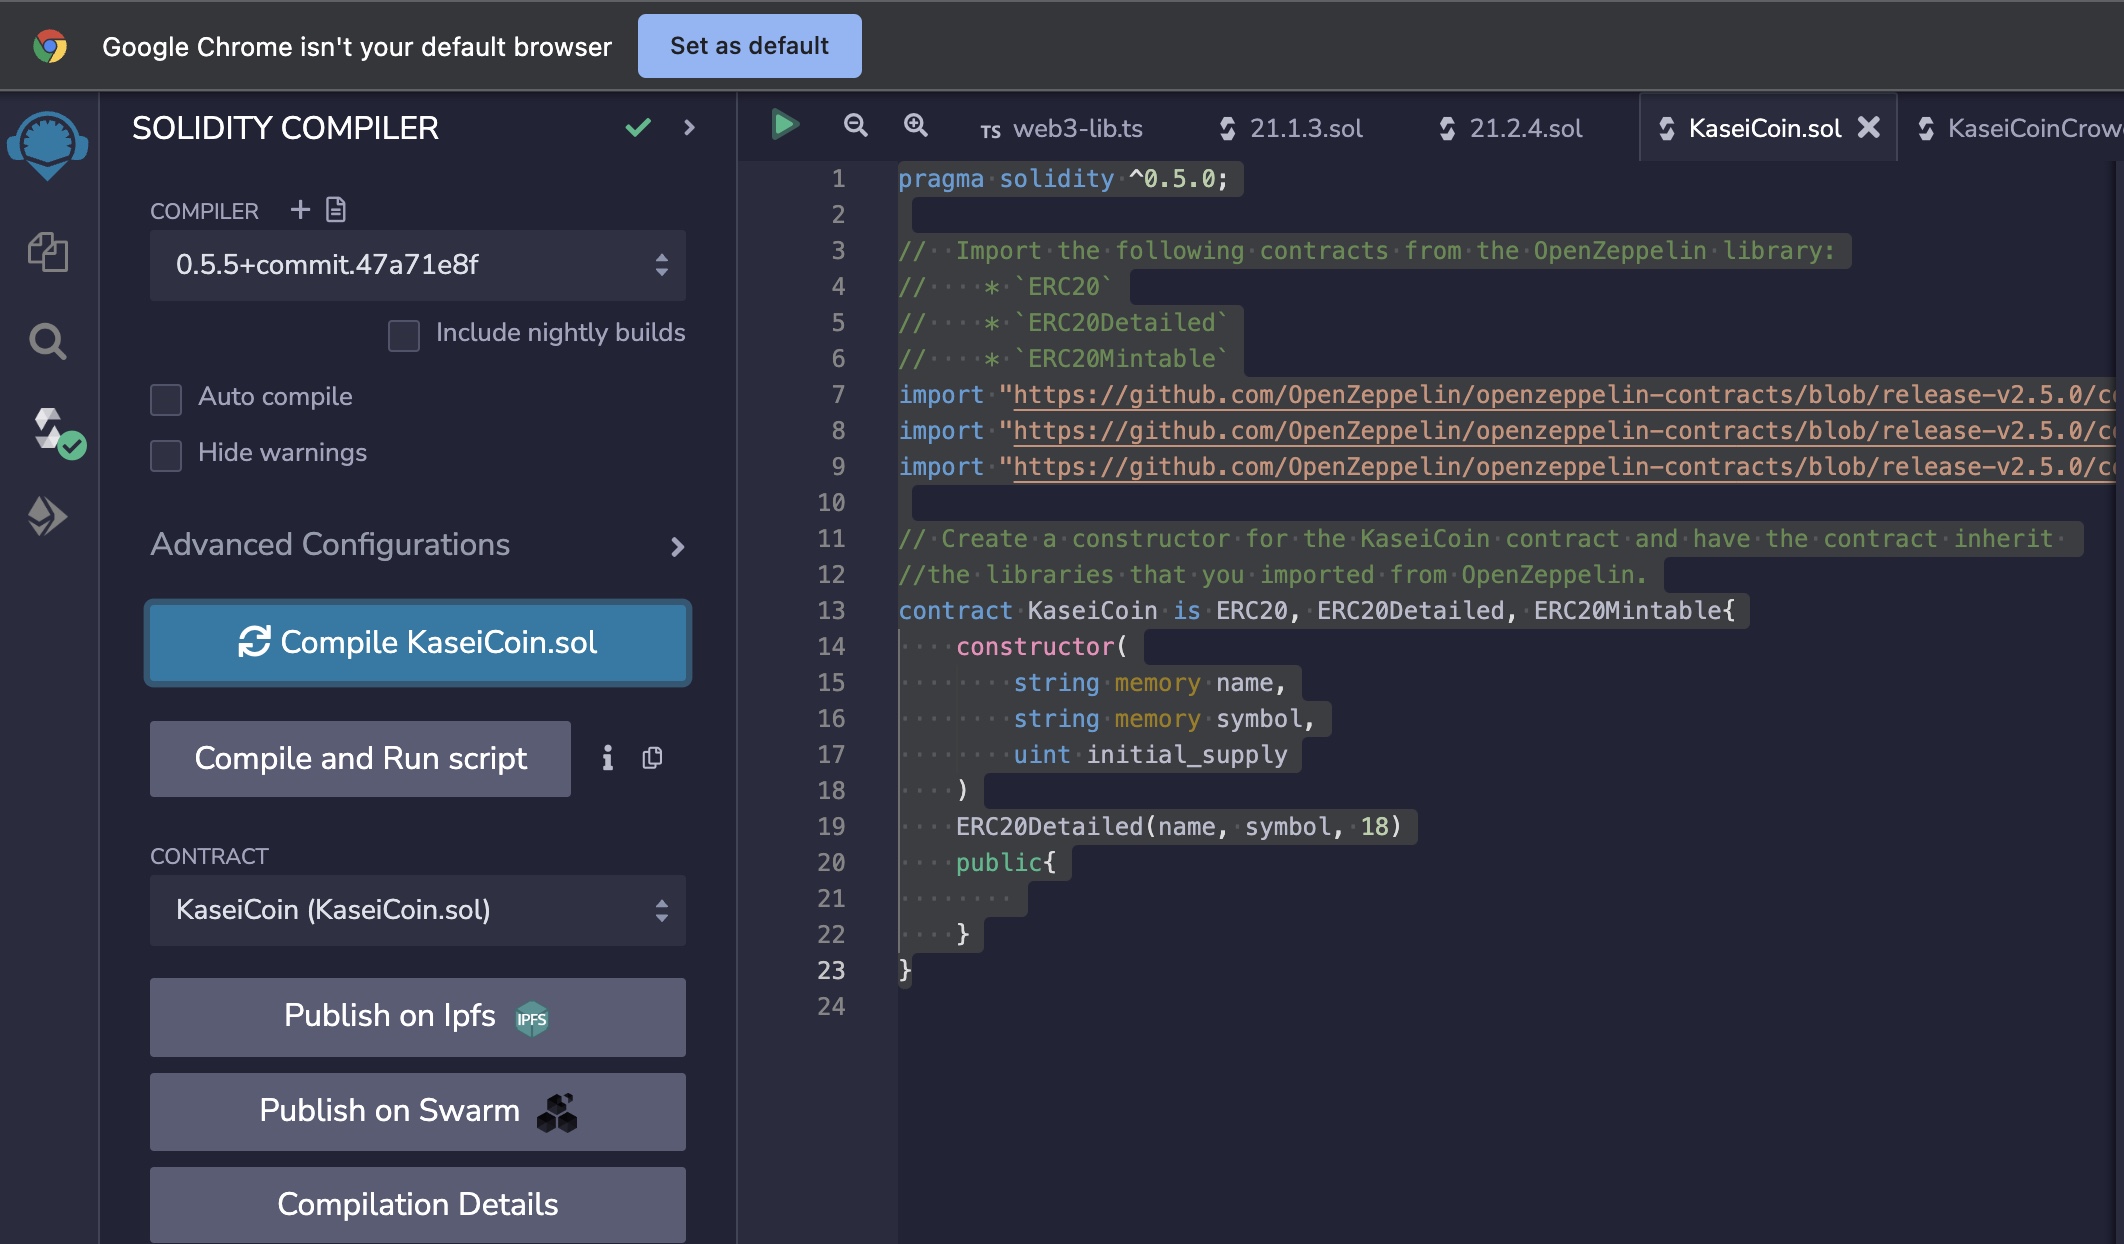 Google Chrome isn't your default browser
Set as default
SOLIDITY COMPILER
COMPILER
0.5.5+commit.47a71e8f
Include nightly builds
Auto compile
Hide warnings
Advanced Configurations
Compile KaseiCoin.sol
Compile and Run script
CONTRACT
KaseiCoin (KaseiCoin.sol)
Publish on Ipfs
IPFS
Publish on Swarm
Compilation Details
TS web3-lib.ts
21.1.3.sol
21.2.4.sol
KaseiCoin.sol
KaseiCoinCrow
1 pragma solidity ^0.5.0;
2
3 //  Import the following contracts from the OpenZeppelin library:
4 //    * `ERC20`
5 //    * `ERC20Detailed`
6 //    * `ERC20Mintable`
7 import "https://github.com/OpenZeppelin/openzeppelin-contracts/blob/release-v2.5.0/c
8 import "https://github.com/OpenZeppelin/openzeppelin-contracts/blob/release-v2.5.0/c
9 import "https://github.com/OpenZeppelin/openzeppelin-contracts/blob/release-v2.5.0/c
10
11 // Create a constructor for the KaseiCoin contract and have the contract inherit
12 //the libraries that you imported from OpenZeppelin.
13 contract KaseiCoin is ERC20, ERC20Detailed, ERC20Mintable{
14     constructor(
15         string memory name,
16         string memory symbol,
17         uint initial_supply
18     )
19     ERC20Detailed(name, symbol, 18)
20     public{
21
22     }
23 }
24